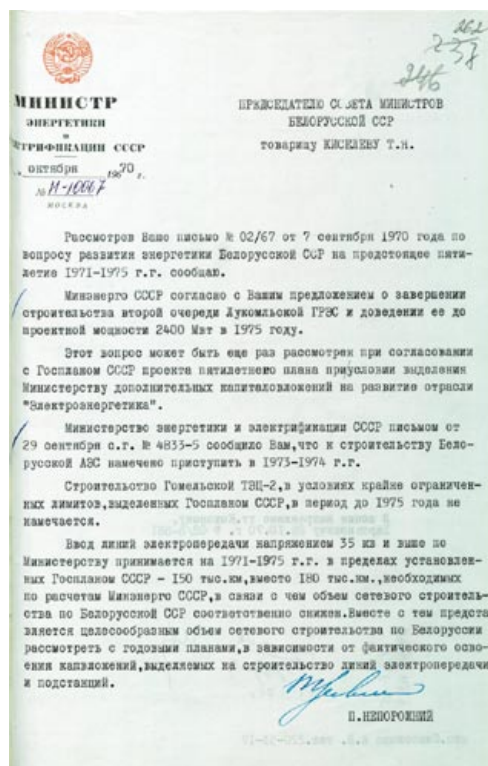 262
238
246
МИНИСТР
ЭНЕРГЕТИКИ
И
ЕКТРИФИКАЦИИ СССР
октября 1970 г.
№ Н-10067
МОСКВА
ПРЕДСЕДАТЕЛЮ СОВЕТА МИНИСТРОВ
БЕЛОРУССКОЙ ССР
товарищу КИСЕЛЕВУ Т.Я.
Рассмотрев Ваше письмо № 02/67 от 7 сентября 1970 года по
вопросу развития энергетики Белорусской ССР на предстоящее пяти-
летие 1971-1975 г.г. сообщаю.
Минэнерго СССР согласно с Вашим предложением о завершении
строительства второй очереди Лукомльской ГРЭС и доведении ее до
проектной мощности 2400 Мвт в 1975 году.
Этот вопрос может быть еще раз рассмотрен при согласовании
с Госпланом СССР проекта пятилетнего плана приусловии выделения
Министерству дополнительных капиталовложений на развитие отрасли
"Электроэнергетика".
Министерство энергетики и электрификации СССР письмом от
29 сентября с.г. № 4833-5 сообщило Вам,что к строительству Бело-
русской АЭС намечено приступить в 1973-1974 г.г.
Строительство Гомельской ТЭЦ-2,в условиях крайне ограничен-
ных лимитов,выделенных Госпланом СССР,в период до 1975 года не
намечается.
Ввод линий электропередачи напряжением 35 кв и выше по
Министерству принимается на 1971-1975 г.г. в пределах установлен-
ных Госпланом СССР - 150 тыс.км,вместо 180 тыс.км.,необходимых
по расчетам Минэнерго СССР,в связи с чем объем сетевого строитель-
ства по Белорусской ССР соответственно снижен.Вместе с тем предста
вляется целесообразным объем сетевого строительства по Белоруссии
рассмотреть с годовыми планами,в зависимости от фактического осво-
ения капвложений,выделяемых на строительство линий электропередачи
и подстанций.
П.НЕПОРОЖНИЙ